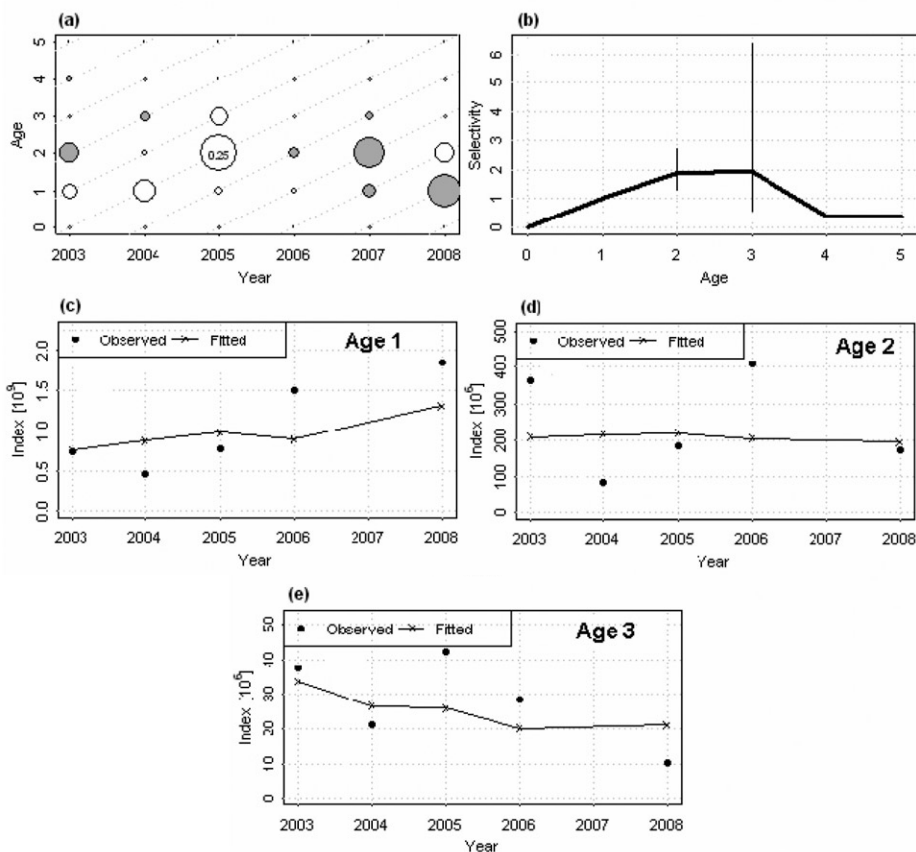 (a)
5
4
3
2
1
0
Age
0.25
2003 2004 2005 2006 2007 2008
Year
(b)
6
5
4
3
2
1
0
Selectivity
0 1 2 3 4 5
Age
(c)
Observed Fitted
Age 1
2.0
1.5
1.0
0.5
0.0
Index [10⁹]
2003 2004 2005 2006 2007 2008
Year
(d)
Observed Fitted
Age 2
500
400
300
200
100
0
Index [10⁶]
2003 2004 2005 2006 2007 2008
Year
(e)
Observed Fitted
Age 3
50
40
30
20
10
0
Index [10⁶]
2003 2004 2005 2006 2007 2008
Year